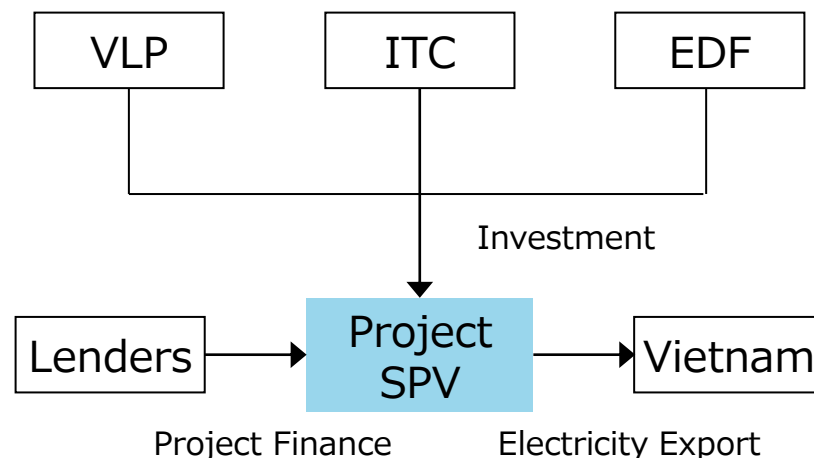 VLP
ITC
EDF
Investment
Lenders
Project
SPV
Vietnam
Project Finance
Electricity Export